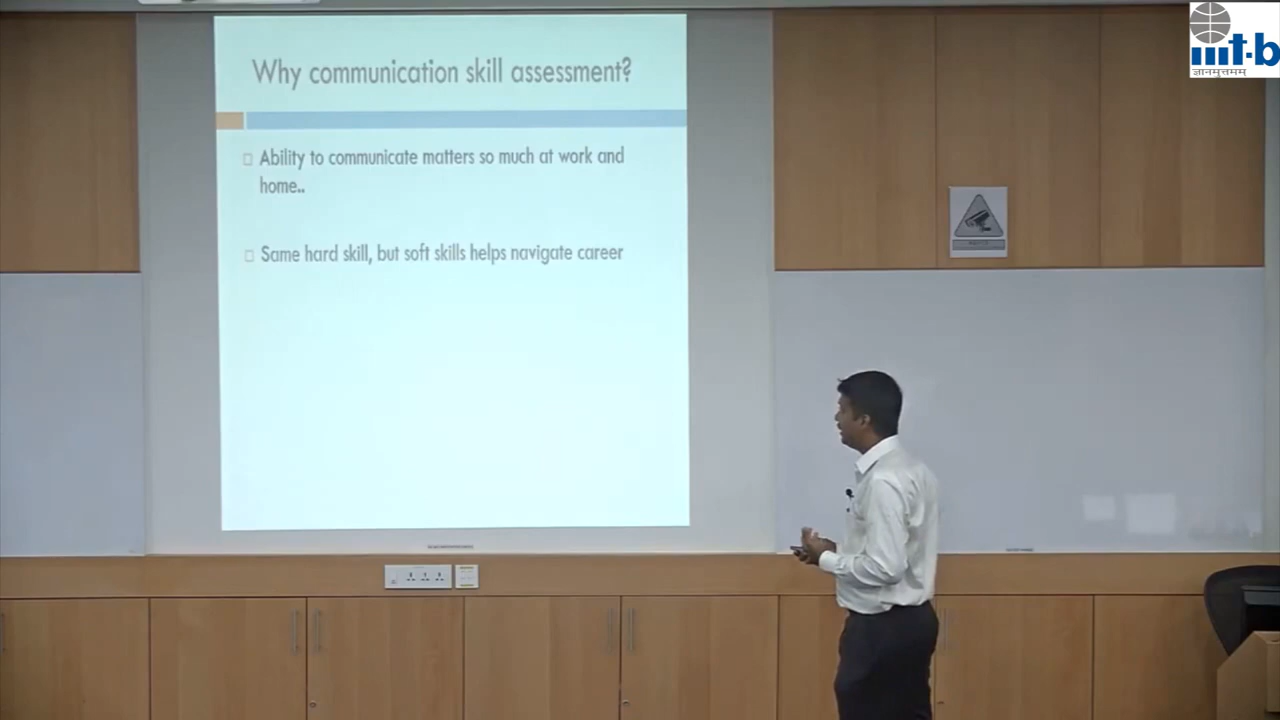 iiit-b
ज्ञानमुत्तमम्
Why communication skill assessment?
Ability to communicate matters so much at work and
home..
Same hard skill, but soft skills helps navigate career